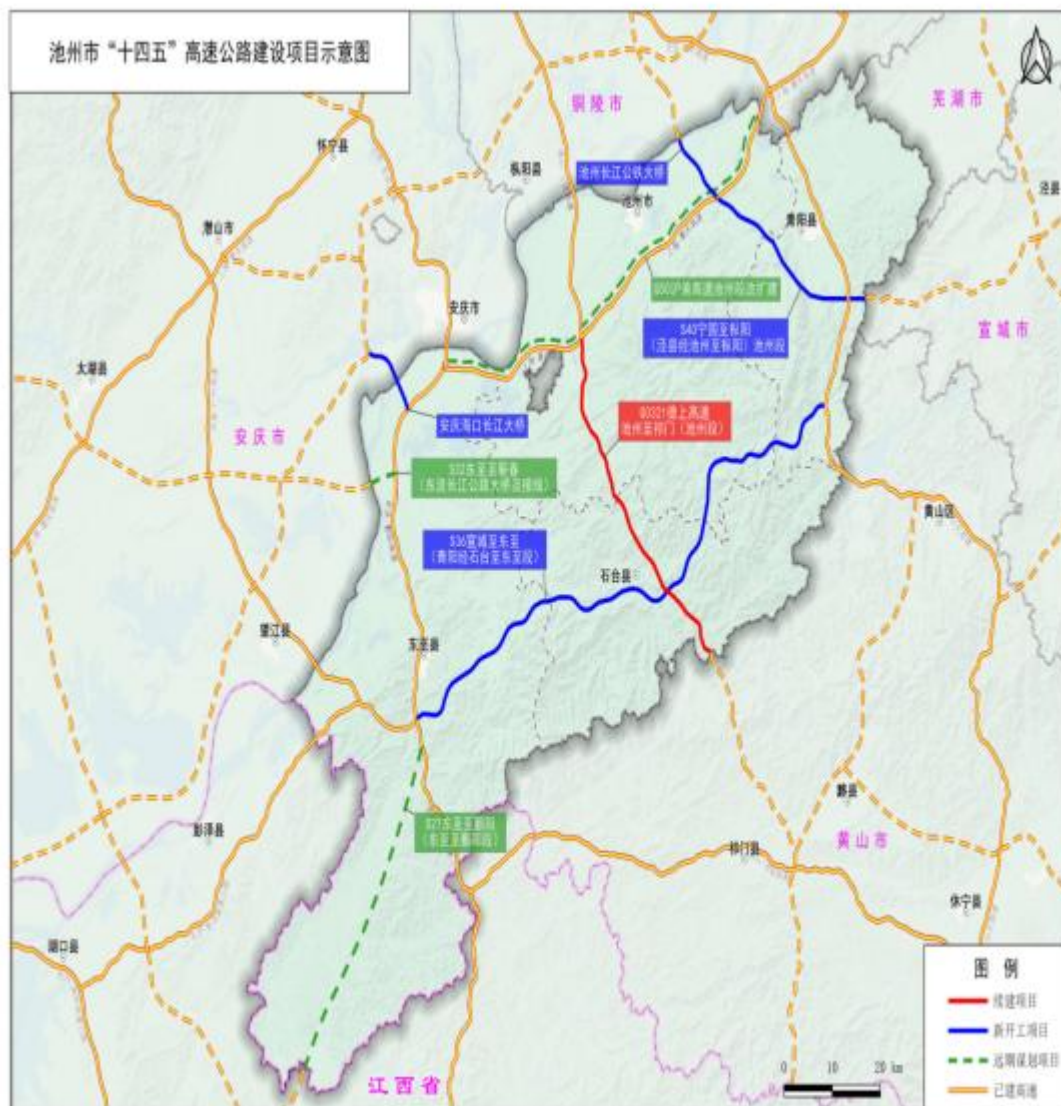 池州市“十四五”高速公路建设项目示意图
铜陵市
芜湖市
怀宁县
枞阳县
池州长江公铁大桥
泾县
池州市
潜山市
青阳县
G50沪渝高速池州段改扩建
安庆市
宣城市
S40宁国至枞阳
（泾县经池州至枞阳）池州段
太湖县
安庆海口长江大桥
G0321德上高速
池州至祁门（池州段）
安庆市
S32东至至蕲春
（东流长江公路大桥至接线）
黄山区
S36宣城至东至
（青阳经石台至东至段）
石台县
望江县
东至县
黟县
彭泽县
S27东至至鄱阳
黄山市
祁门县
休宁县
湖口县
图 例
续建项目
新开工项目
远期谋划项目
已建高速
0 10 20 km
江西省